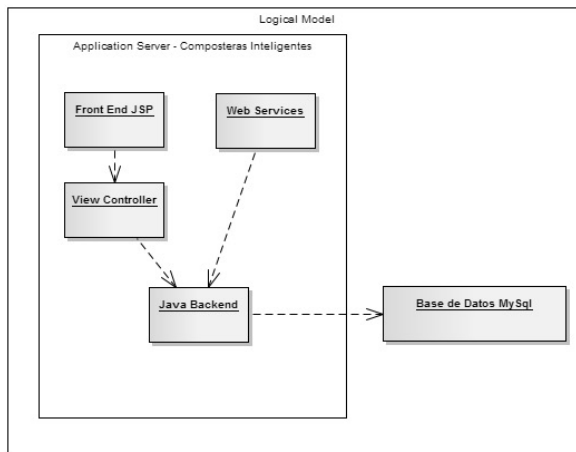 Logical Model
Application Server - Composteras Inteligentes
Front End JSP
Web Services
View Controller
Java Backend
Base de Datos MySql